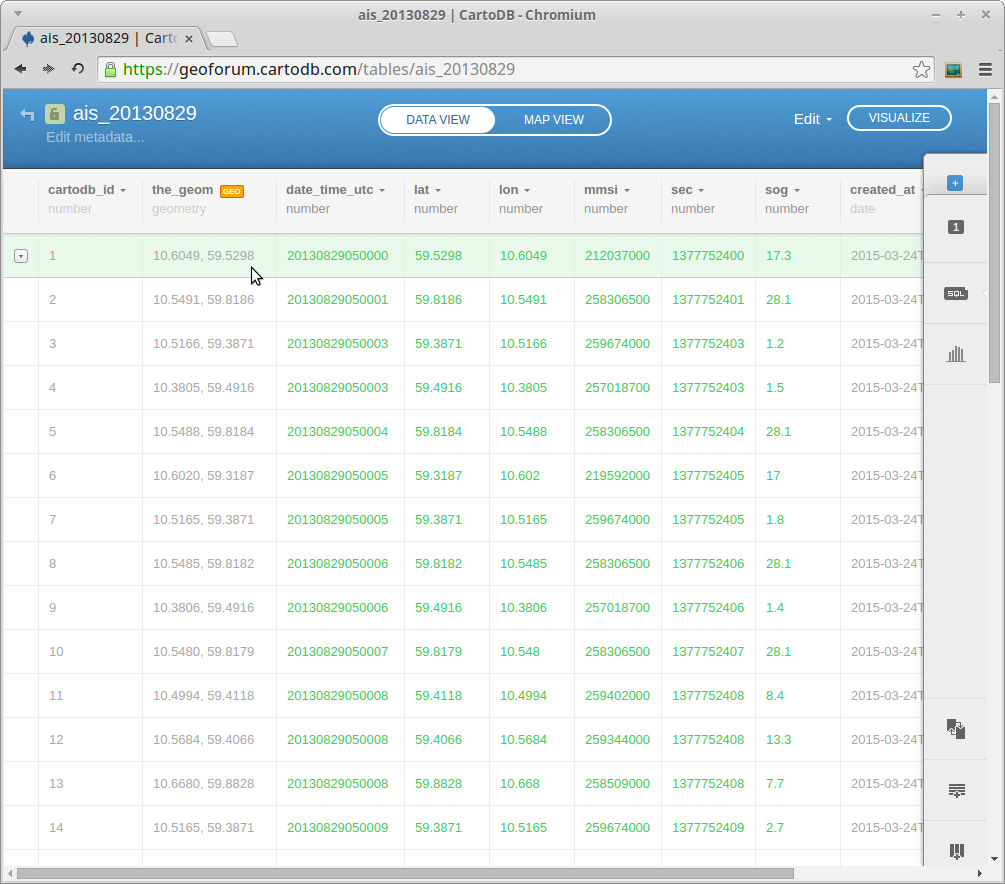 ais_20130829 | CartoDB - Chromium
ais_20130829 | Carto
https://geoforum.cartodb.com/tables/ais_20130829
ais_20130829 DATA VIEW MAP VIEW Edit VISUALIZE
Edit metadata...
cartodb_id the_geom GEO date_time_utc lat lon mmsi sec sog created_at
number geometry number number number number number number date
1 10.6049, 59.5298 20130829050000 59.5298 10.6049 212037000 1377752400 17.3 2015-03-24T
2 10.5491, 59.8186 20130829050001 59.8186 10.5491 258306500 1377752401 28.1 2015-03-24T
3 10.5166, 59.3871 20130829050003 59.3871 10.5166 259674000 1377752403 1.2 2015-03-24T
4 10.3805, 59.4916 20130829050003 59.4916 10.3805 257018700 1377752403 1.5 2015-03-24T
5 10.5488, 59.8184 20130829050004 59.8184 10.5488 258306500 1377752404 28.1 2015-03-24T
6 10.6020, 59.3187 20130829050005 59.3187 10.602 219592000 1377752405 17 2015-03-24T
7 10.5165, 59.3871 20130829050005 59.3871 10.5165 259674000 1377752405 1.8 2015-03-24T
8 10.5485, 59.8182 20130829050006 59.8182 10.5485 258306500 1377752406 28.1 2015-03-24T
9 10.3806, 59.4916 20130829050006 59.4916 10.3806 257018700 1377752406 1.4 2015-03-24T
10 10.5480, 59.8179 20130829050007 59.8179 10.548 258306500 1377752407 28.1 2015-03-24T
11 10.4994, 59.4118 20130829050008 59.4118 10.4994 259402000 1377752408 8.4 2015-03-24T
12 10.5684, 59.4066 20130829050008 59.4066 10.5684 259344000 1377752408 13.3 2015-03-24T
13 10.6680, 59.8828 20130829050008 59.8828 10.668 258509000 1377752408 7.7 2015-03-24T
14 10.5165, 59.3871 20130829050009 59.3871 10.5165 259674000 1377752409 2.7 2015-03-24T
1
SQL